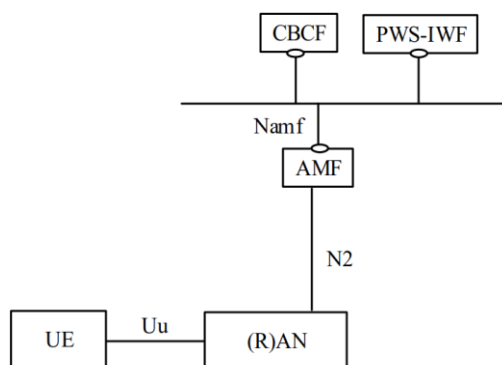 CBCF
PWS-IWF
Namf
AMF
N2
UE
Uu
(R)AN